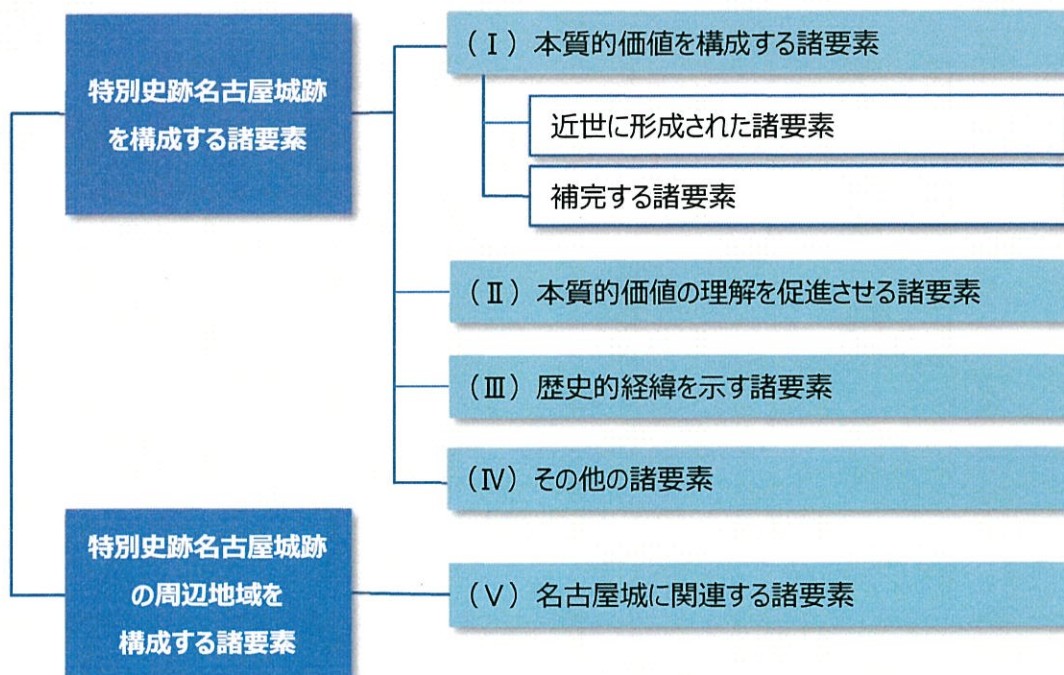 特別史跡名古屋城跡
を構成する諸要素
（Ⅰ）本質的価値を構成する諸要素
近世に形成された諸要素
補完する諸要素
（Ⅱ）本質的価値の理解を促進させる諸要素
（Ⅲ）歴史的経緯を示す諸要素
（Ⅳ）その他の諸要素
特別史跡名古屋城跡
の周辺地域を
構成する諸要素
（Ⅴ）名古屋城に関連する諸要素